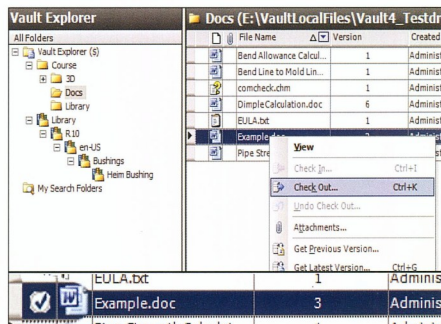 Vault Explorer
Docs (E:\VaultLocalFiles\Vault4_Testdr
All Folders
File Name Version Created
Vault Explorer ($)
Course
3D
Docs
Library
Library
R10
en-US
Bushings
Heim Bushing
My Search Folders
Bend Allowance Calcul... 1 Administ
Bend Line to Mold Lin... 1 Administ
comcheck.chm 1 Administ
DimpleCalculation.doc 6 Administ
EULA.txt 1 Administ
Example.doc
Pipe Stre
View
Check In... Ctrl+I
Check Out... Ctrl+K
Undo Check Out...
Attachments...
Get Previous Version...
Get Latest Version... Ctrl+G
EULA.txt 1 Adminis
Example.doc 3 Adminis